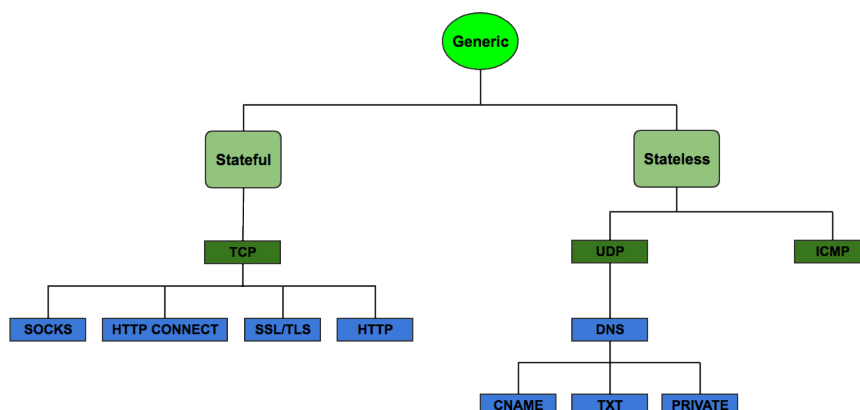 Generic
Stateful
Stateless
TCP
UDP
ICMP
SOCKS
HTTP CONNECT
SSL/TLS
HTTP
DNS
CNAME
TXT
PRIVATE